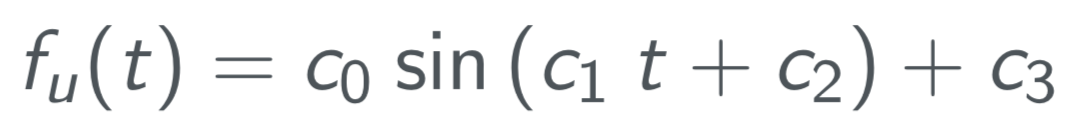 f_u(t) = c_0 sin (c_1 t + c_2) + c_3